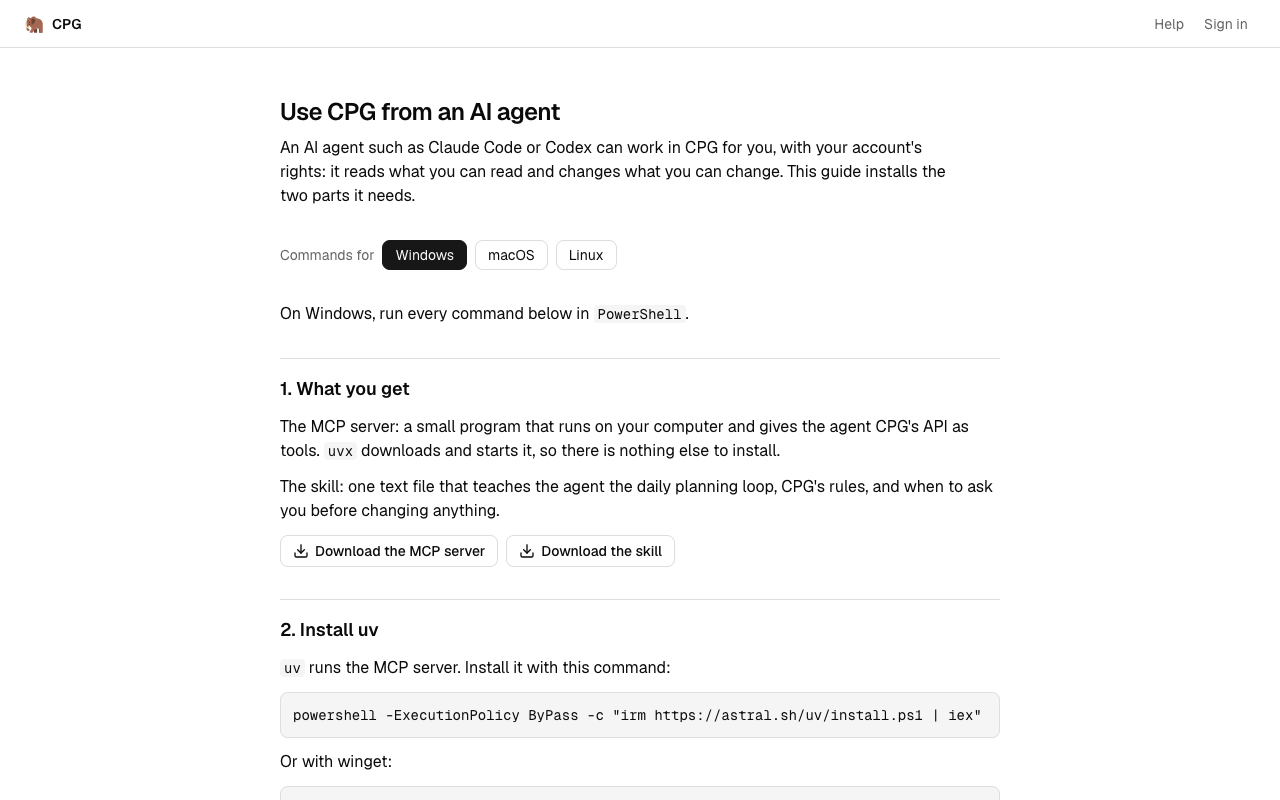 CPG
Help
Sign in
Use CPG from an AI agent
An AI agent such as Claude Code or Codex can work in CPG for you, with your account's
rights: it reads what you can read and changes what you can change. This guide installs the
two parts it needs.
Commands for
Windows
macOS
Linux
On Windows, run every command below in PowerShell.
1. What you get
The MCP server: a small program that runs on your computer and gives the agent CPG's API as
tools. uvx downloads and starts it, so there is nothing else to install.
The skill: one text file that teaches the agent the daily planning loop, CPG's rules, and when to ask
you before changing anything.
Download the MCP server
Download the skill
2. Install uv
uv runs the MCP server. Install it with this command:
powershell -ExecutionPolicy ByPass -c "irm https://astral.sh/uv/install.ps1 | iex"
Or with winget: